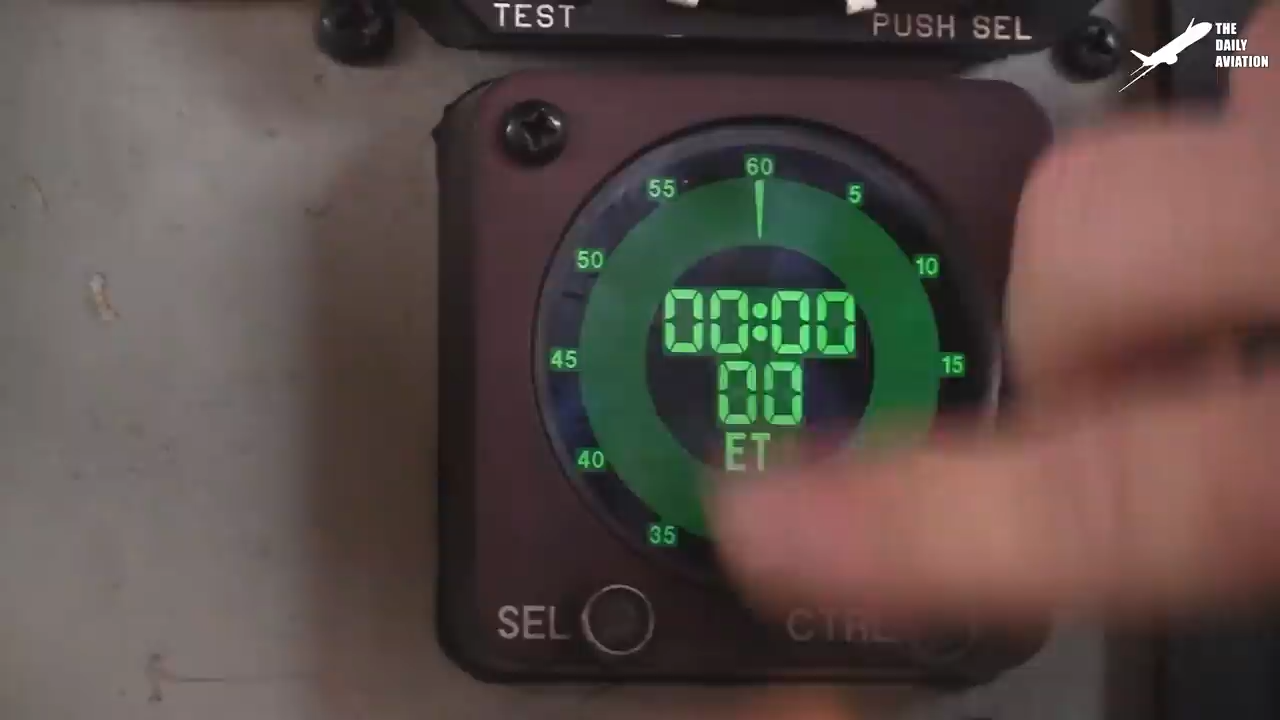 TEST
PUSH SEL
THE
DAILY
AVIATION
60
55
5
50
10
00:00
45
15
00
40
ET
35
SEL
CTRL